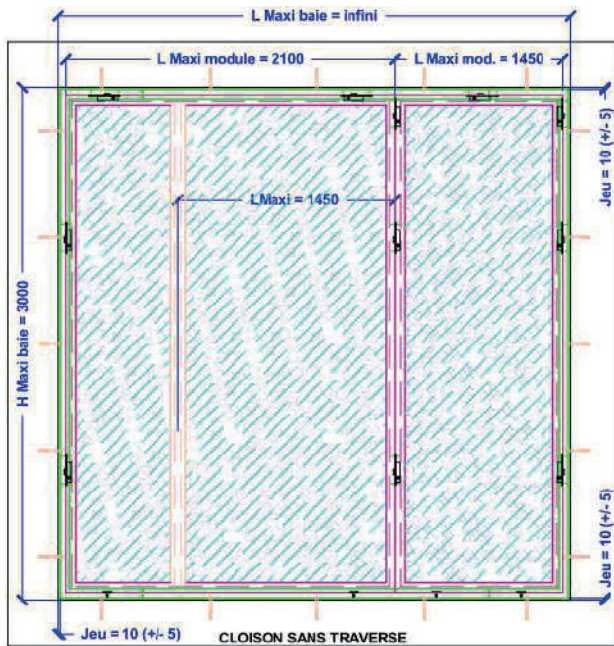 L Maxi baie = infini
L Maxi module = 2100
L Maxi mod. = 1450
Jeu = 10 (+/- 5)
LMaxi = 1450
H Maxi baie = 3000
Jeu = 10 (+/- 5)
Jeu = 10 (+/- 5)
CLOISON SANS TRAVERSE